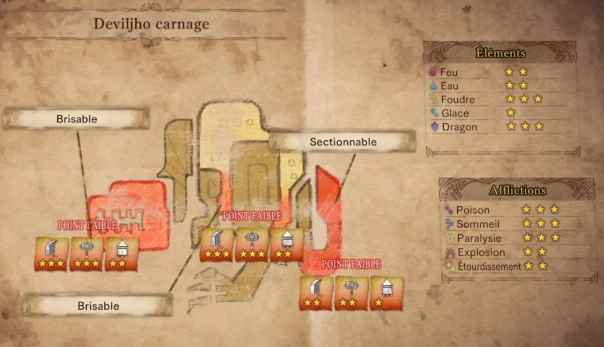 Deviljho carnage
Éléments
Feu
Eau
Foudre
Glace
Dragon
Brisable
Sectionnable
Afflictions
Poison
Sommeil
Paralysie
Explosion
Étourdissement
POINT FAIBLE
POINT FAIBLE
POINT FAIBLE
Brisable